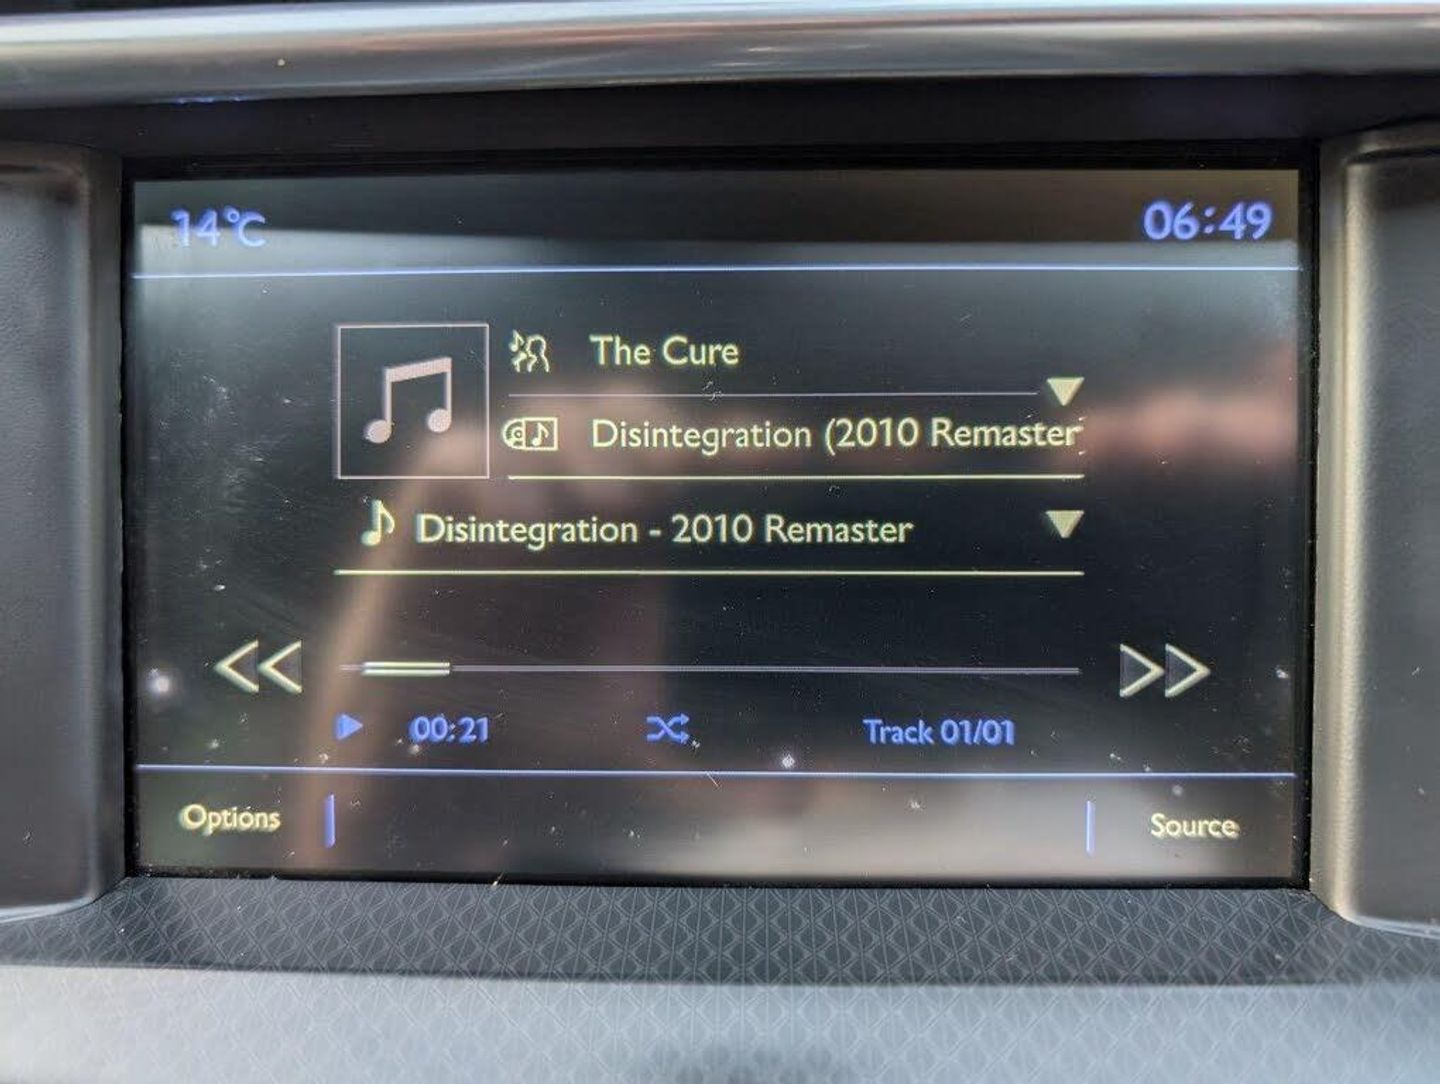 14°C 06:49
The Cure
Disintegration (2010 Remaster
Disintegration - 2010 Remaster
00:21 Track 01/01
Options Source